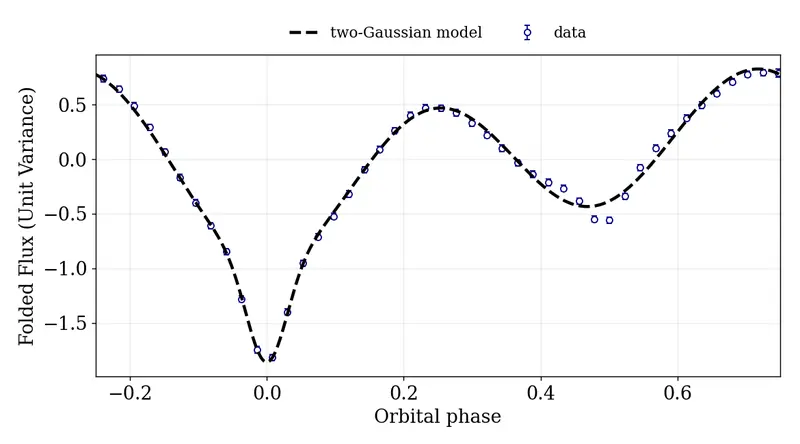 two-Gaussian model
data
Folded Flux (Unit Variance)
0.5
0.0
−0.5
−1.0
−1.5
−0.2
0.0
0.2
0.4
0.6
Orbital phase